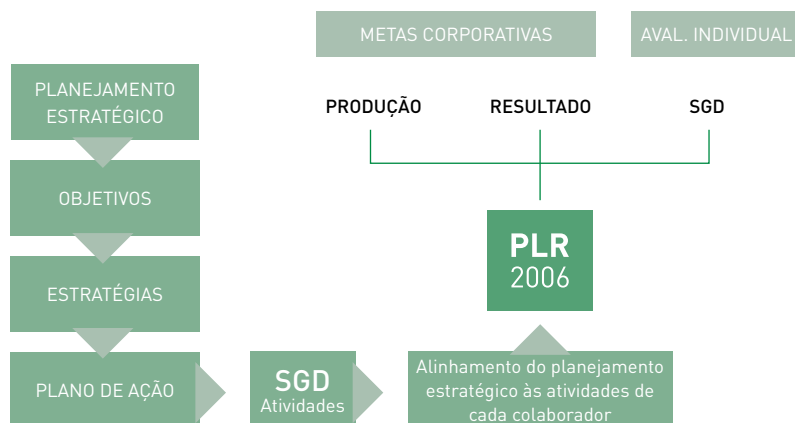 METAS CORPORATIVAS
AVAL. INDIVIDUAL
PLANEJAMENTO
ESTRATÉGICO
PRODUÇÃO
RESULTADO
SGD
OBJETIVOS
PLR
2006
ESTRATÉGIAS
PLANO DE AÇÃO
SGD
Atividades
Alinhamento do planejamento
estratégico às atividades de
cada colaborador